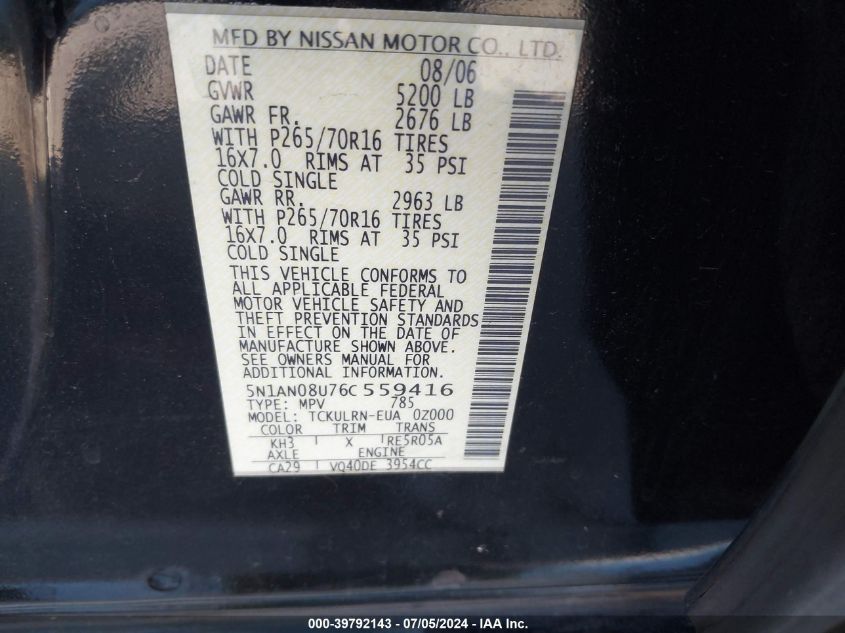 MFD BY NISSAN MOTOR CO., LTD.
DATE 08/06
GVWR 5200 LB
GAWR FR. 2676 LB
WITH P265/70R16 TIRES
16X7.0 RIMS AT 35 PSI
COLD SINGLE
GAWR RR. 2963 LB
WITH P265/70R16 TIRES
16X7.0 RIMS AT 35 PSI
COLD SINGLE
THIS VEHICLE CONFORMS TO
ALL APPLICABLE FEDERAL
MOTOR VEHICLE SAFETY AND
THEFT PREVENTION STANDARDS
IN EFFECT ON THE DATE OF
MANUFACTURE SHOWN ABOVE.
SEE OWNERS MANUAL FOR
ADDITIONAL INFORMATION.
5N1AN08U76C559416
TYPE: MPV 785
MODEL: TCKULRN-EUA 0Z000
COLOR TRIM TRANS
KH3 X RE5R05A
AXLE ENGINE
CA29 VQ40DE 3954CC
000-39792143 - 07/05/2024 - IAA Inc.